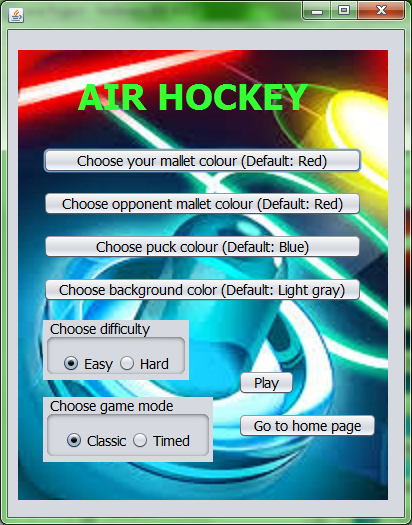 AIR HOCKEY
Choose your mallet colour (Default: Red)
Choose opponent mallet colour (Default: Red)
Choose puck colour (Default: Blue)
Choose background color (Default: Light gray)
Choose difficulty
Easy Hard
Play
Choose game mode
Go to home page
Classic Timed